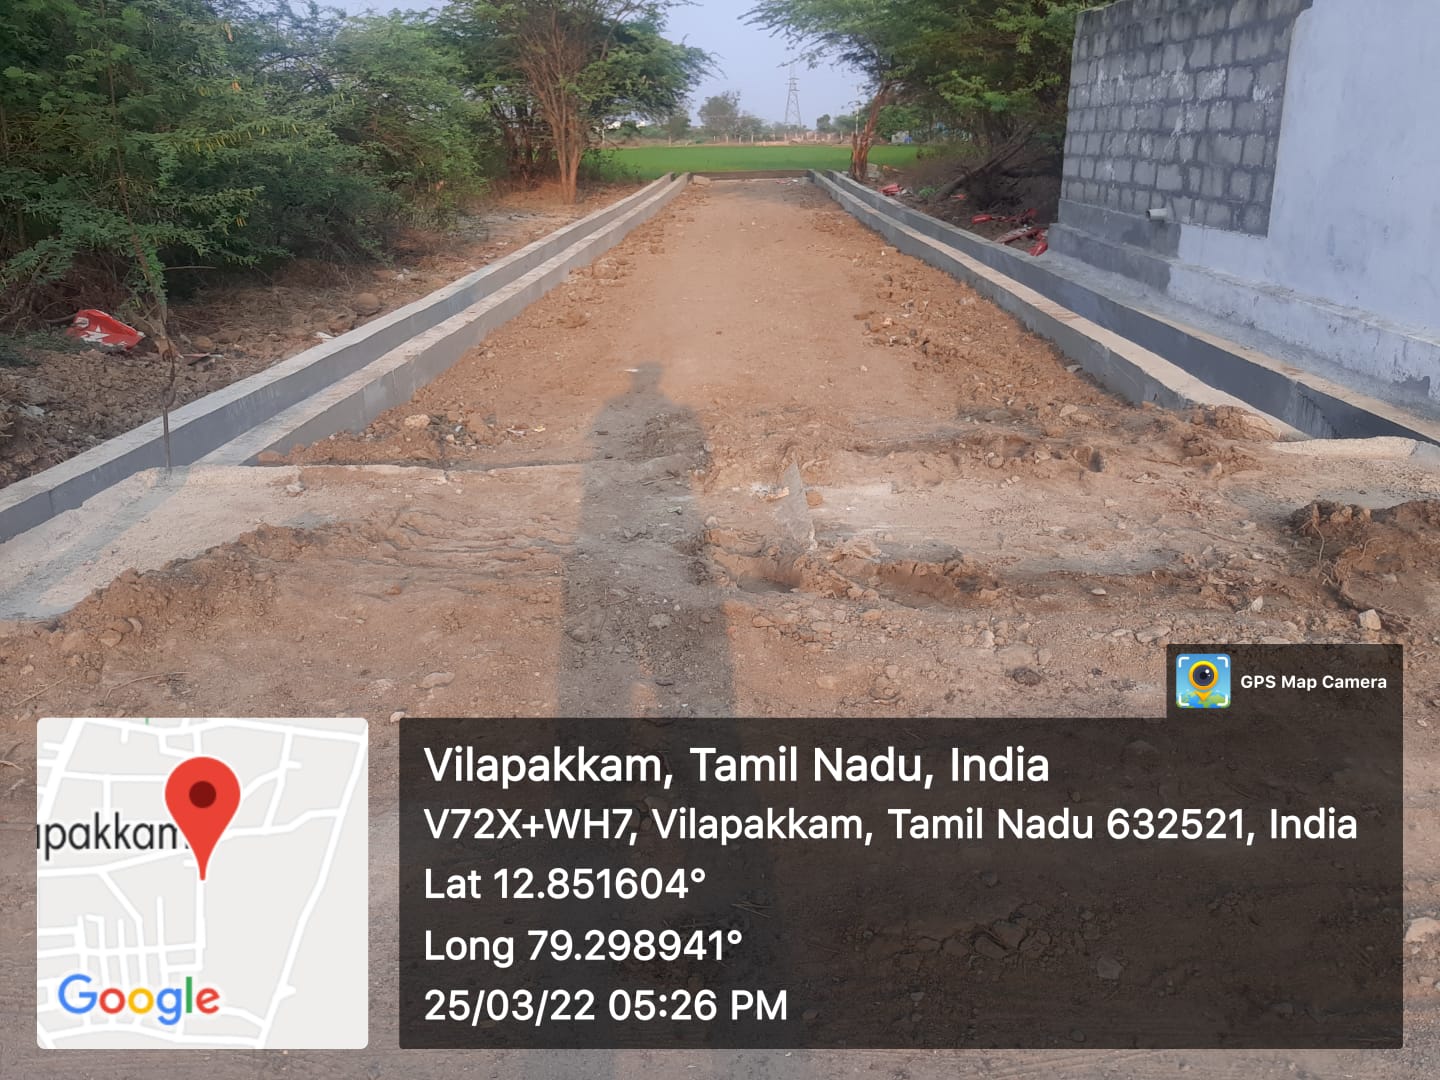 GPS Map Camera
apakkam
Google
Vilapakkam, Tamil Nadu, India
V72X+WH7, Vilapakkam, Tamil Nadu 632521, India
Lat 12.851604°
Long 79.298941°
25/03/22 05:26 PM